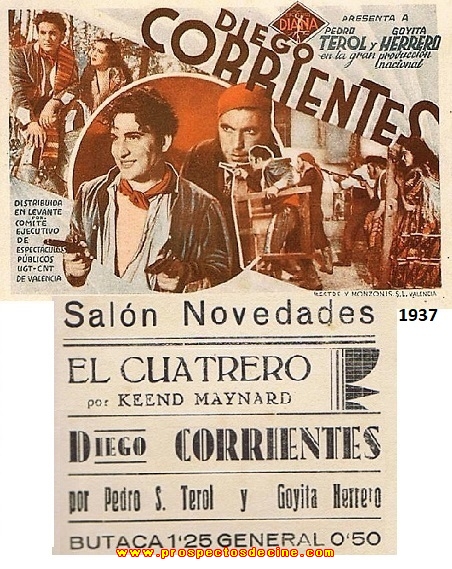 DIANA
PRESENTA A
PEDRO GOYITA
TEROL y HERRERO
en la gran producción
nacional
DIEGO
CORRIENTES
DISTRIBUIDA
EN LEVANTE
POR
COMITÉ
EJECUTIVO
DE
ESPECTÁCULOS
PÚBLICOS
UGT-CNT
DE VALENCIA
MESTRE Y MONZONIS S.L. VALENCIA
Salón Novedades
1937
EL CUATRERO
por KEEND MAYNARD
DIEGO CORRIENTES
por Pedro S. Terol y Goyita Herrero
BUTACA 1'25 GENERAL 0'50
www.prospectosdecine.com